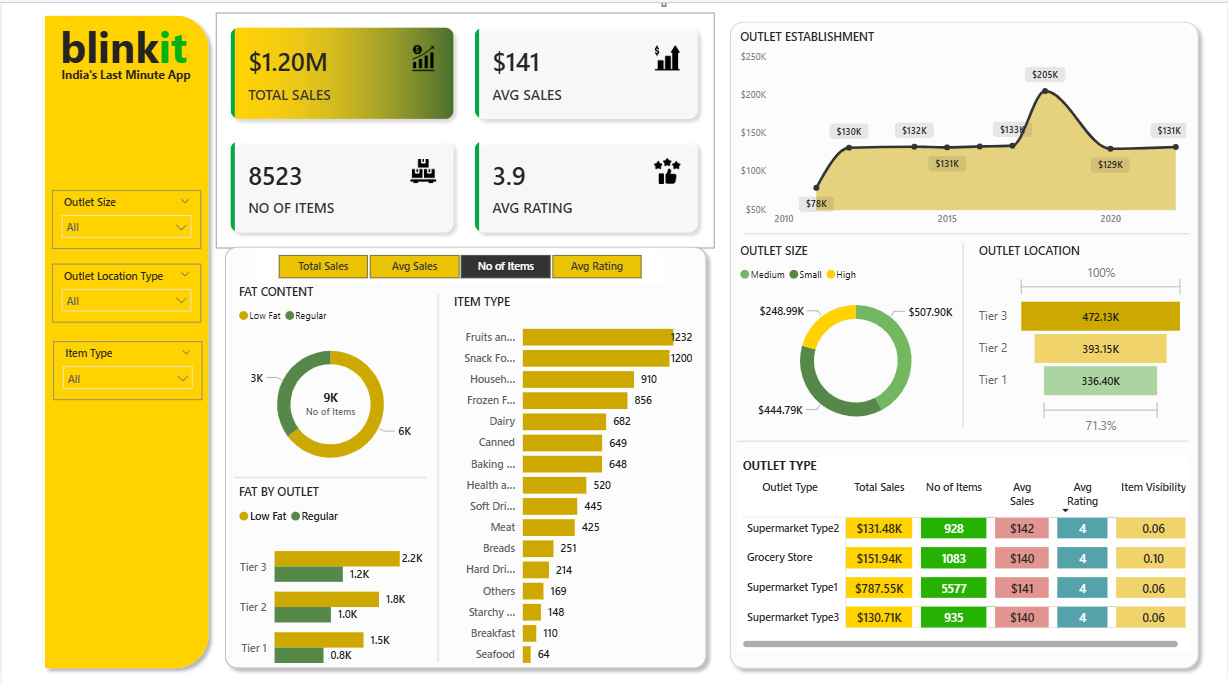 blinkit
India's Last Minute App
Outlet Size
All
Outlet Location Type
All
Item Type
All
$1.20M
TOTAL SALES
$141
AVG SALES
8523
NO OF ITEMS
3.9
AVG RATING
Total Sales Avg Sales No of Items Avg Rating
FAT CONTENT
Low Fat Regular
3K
9K
No of Items
6K
FAT BY OUTLET
Low Fat Regular
Tier 3 2.2K
1.2K
Tier 2 1.8K
1.0K
Tier 1 1.5K
0.8K
ITEM TYPE
Fruits an... 1232
Snack Fo... 1200
Househ... 910
Frozen F... 856
Dairy 682
Canned 649
Baking ... 648
Health a... 520
Soft Dri... 445
Meat 425
Breads 251
Hard Dri... 214
Others 169
Starchy ... 148
Breakfast 110
Seafood 64
OUTLET ESTABLISHMENT
$250K
$200K
$150K
$100K
$50K
$78K
$130K
$132K
$131K
$133K
$205K
$129K
$131K
2010 2015 2020
OUTLET SIZE
Medium Small High
$248.99K
$507.90K
$444.79K
OUTLET LOCATION
100%
Tier 3 472.13K
Tier 2 393.15K
Tier 1 336.40K
71.3%
OUTLET TYPE
Outlet Type Total Sales No of Items Avg Sales Avg Rating Item Visibility
Supermarket Type2 $131.48K 928 $142 4 0.06
Grocery Store $151.94K 1083 $140 4 0.10
Supermarket Type1 $787.55K 5577 $141 4 0.06
Supermarket Type3 $130.71K 935 $140 4 0.06